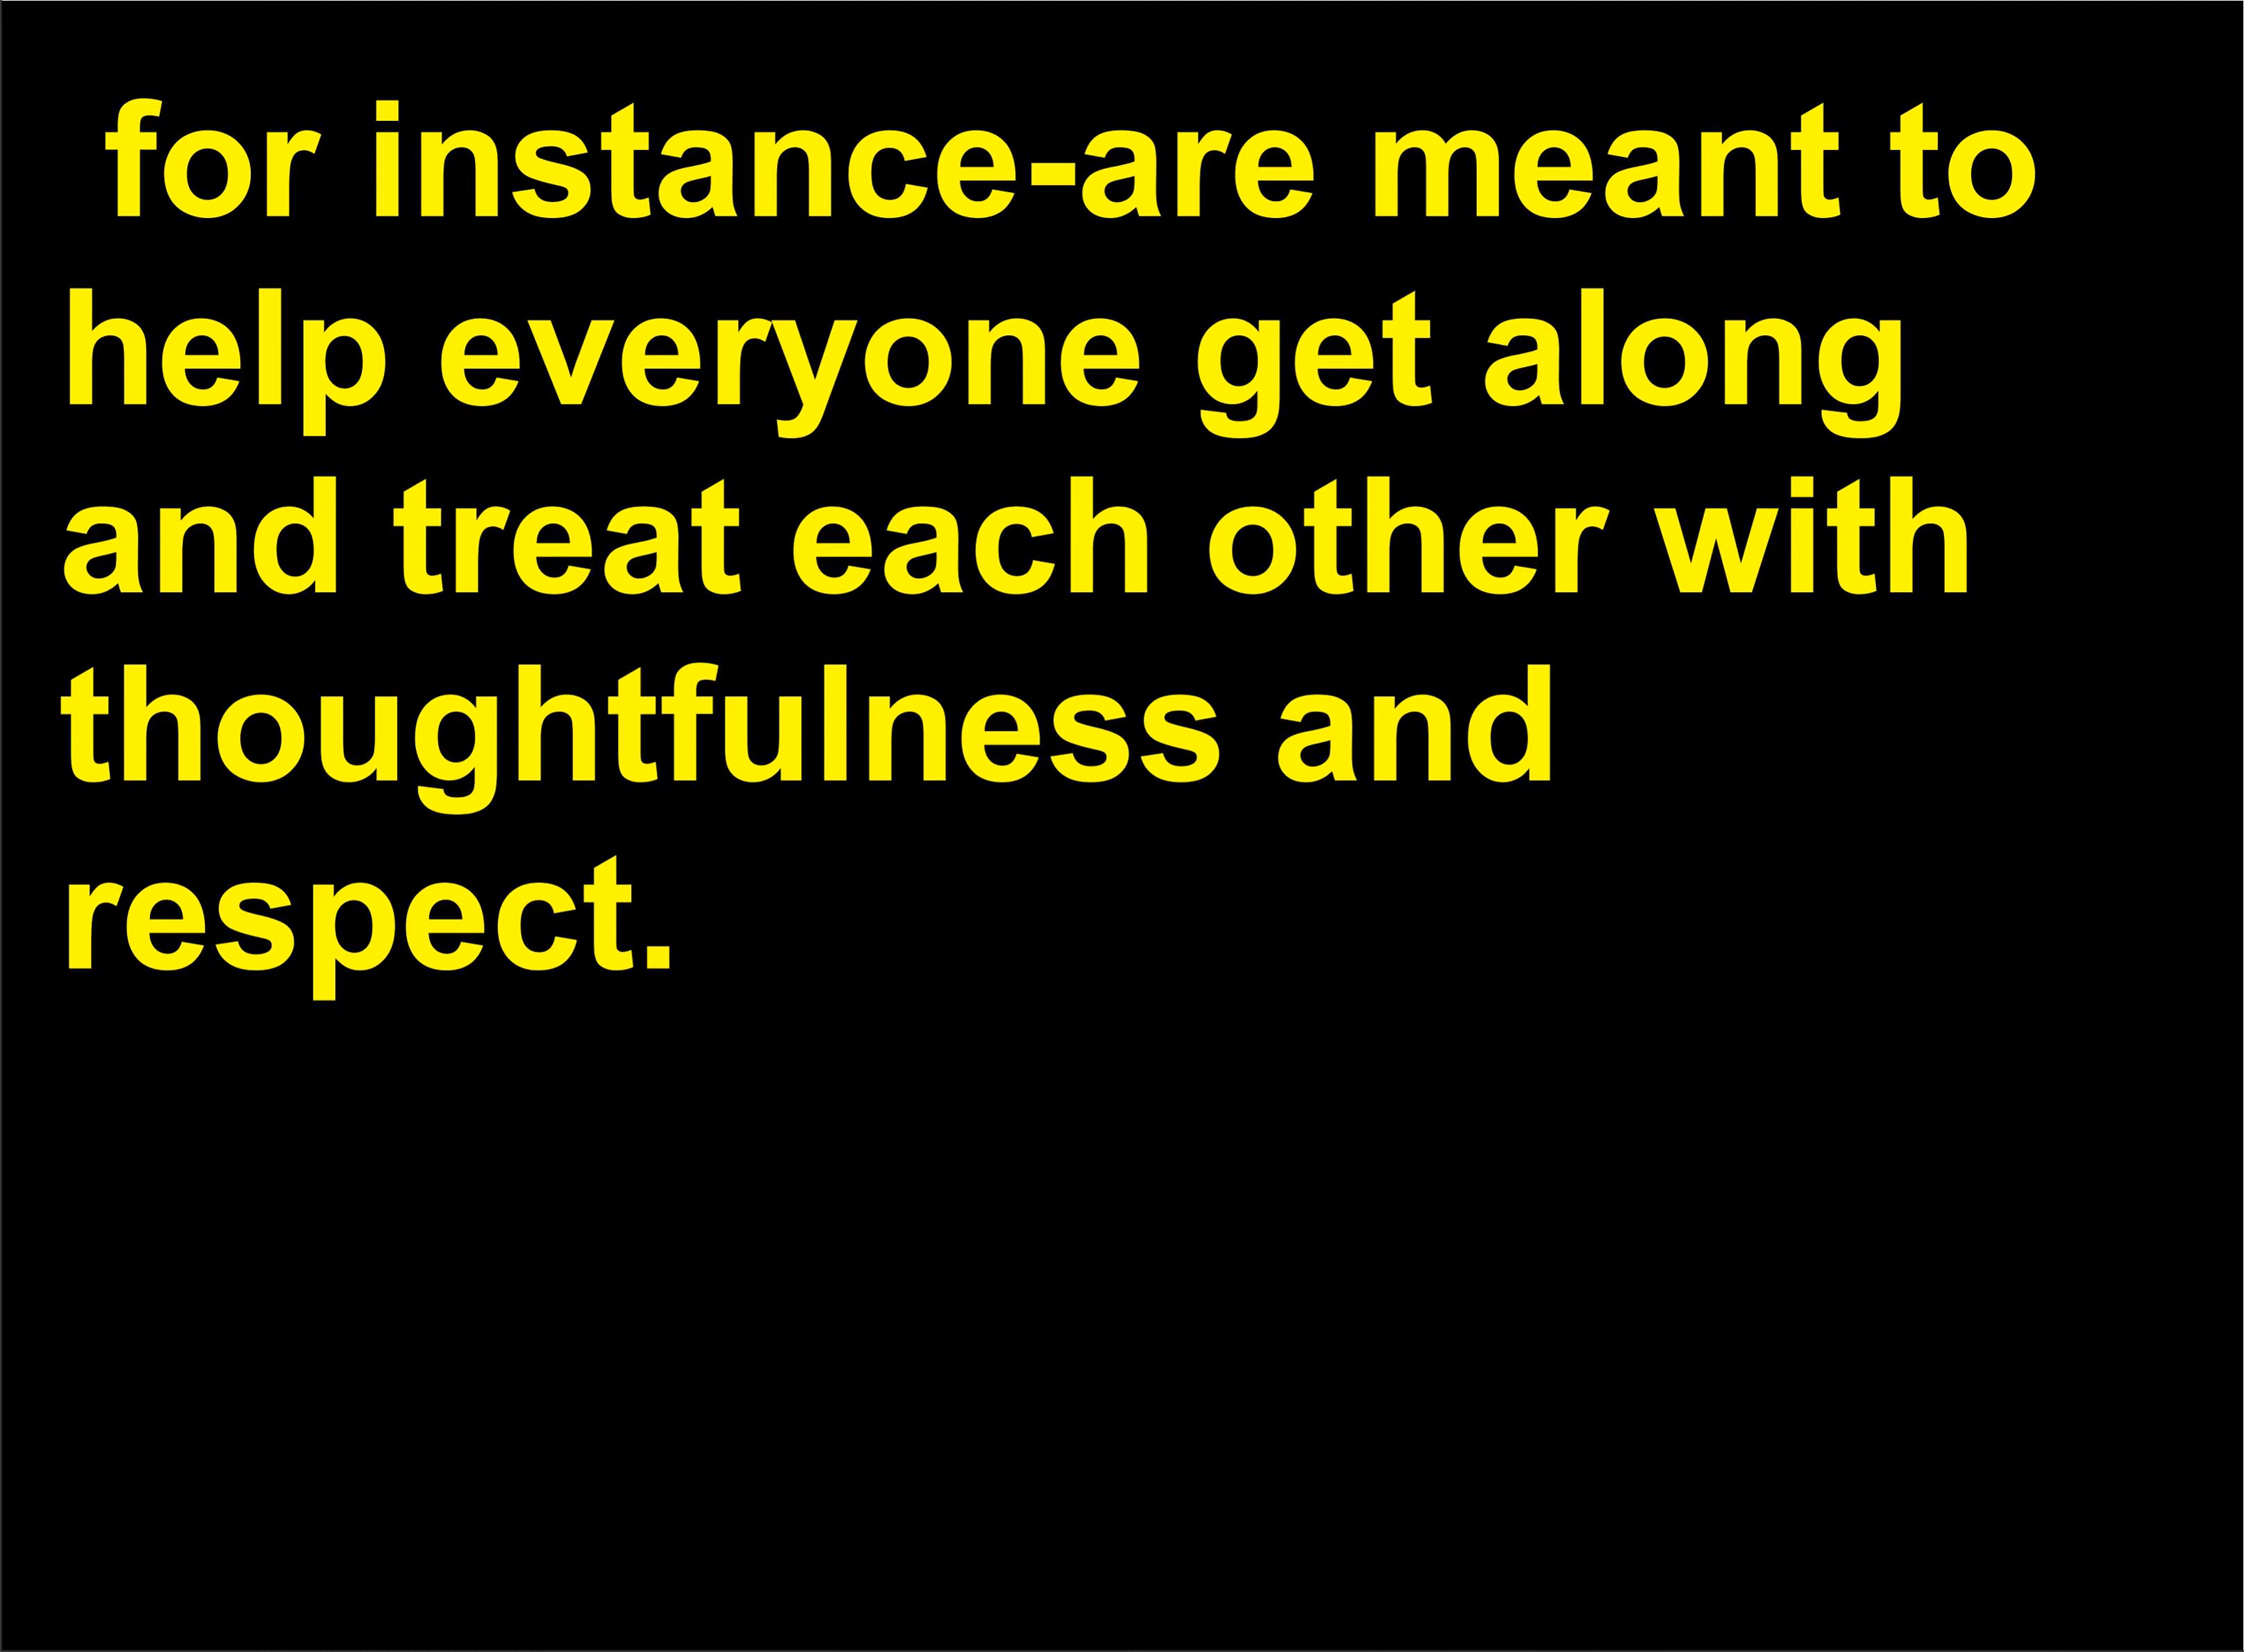 for instance-are meant to
help everyone get along
and treat each other with
thoughtfulness and
respect.